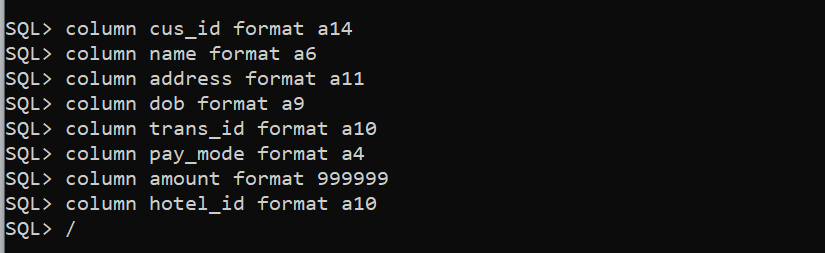 SQL> column cus_id format a14
SQL> column name format a6
SQL> column address format a11
SQL> column dob format a9
SQL> column trans_id format a10
SQL> column pay_mode format a4
SQL> column amount format 999999
SQL> column hotel_id format a10
SQL> /